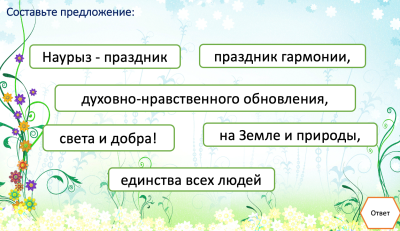 Составьте предложение:
Наурыз - праздник
праздник гармонии,
духовно-нравственного обновления,
света и добра!
на Земле и природы,
единства всех людей
Ответ